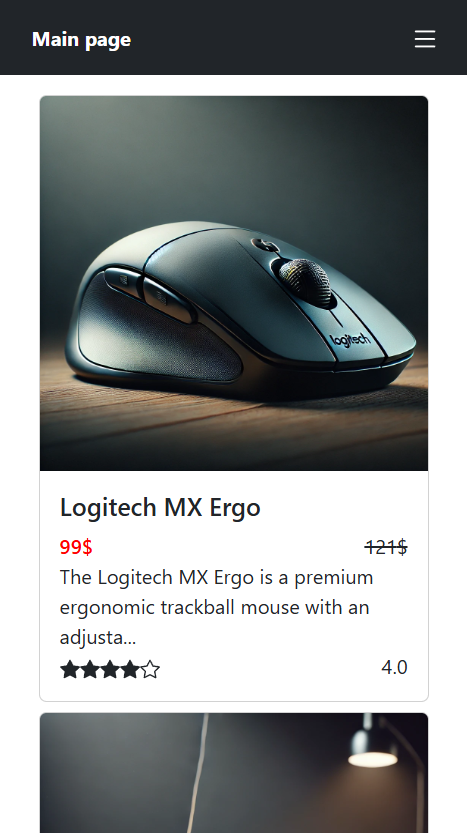 Main page
logitech
Logitech MX Ergo
99$ 121$
The Logitech MX Ergo is a premium
ergonomic trackball mouse with an
adjusta...
4.0